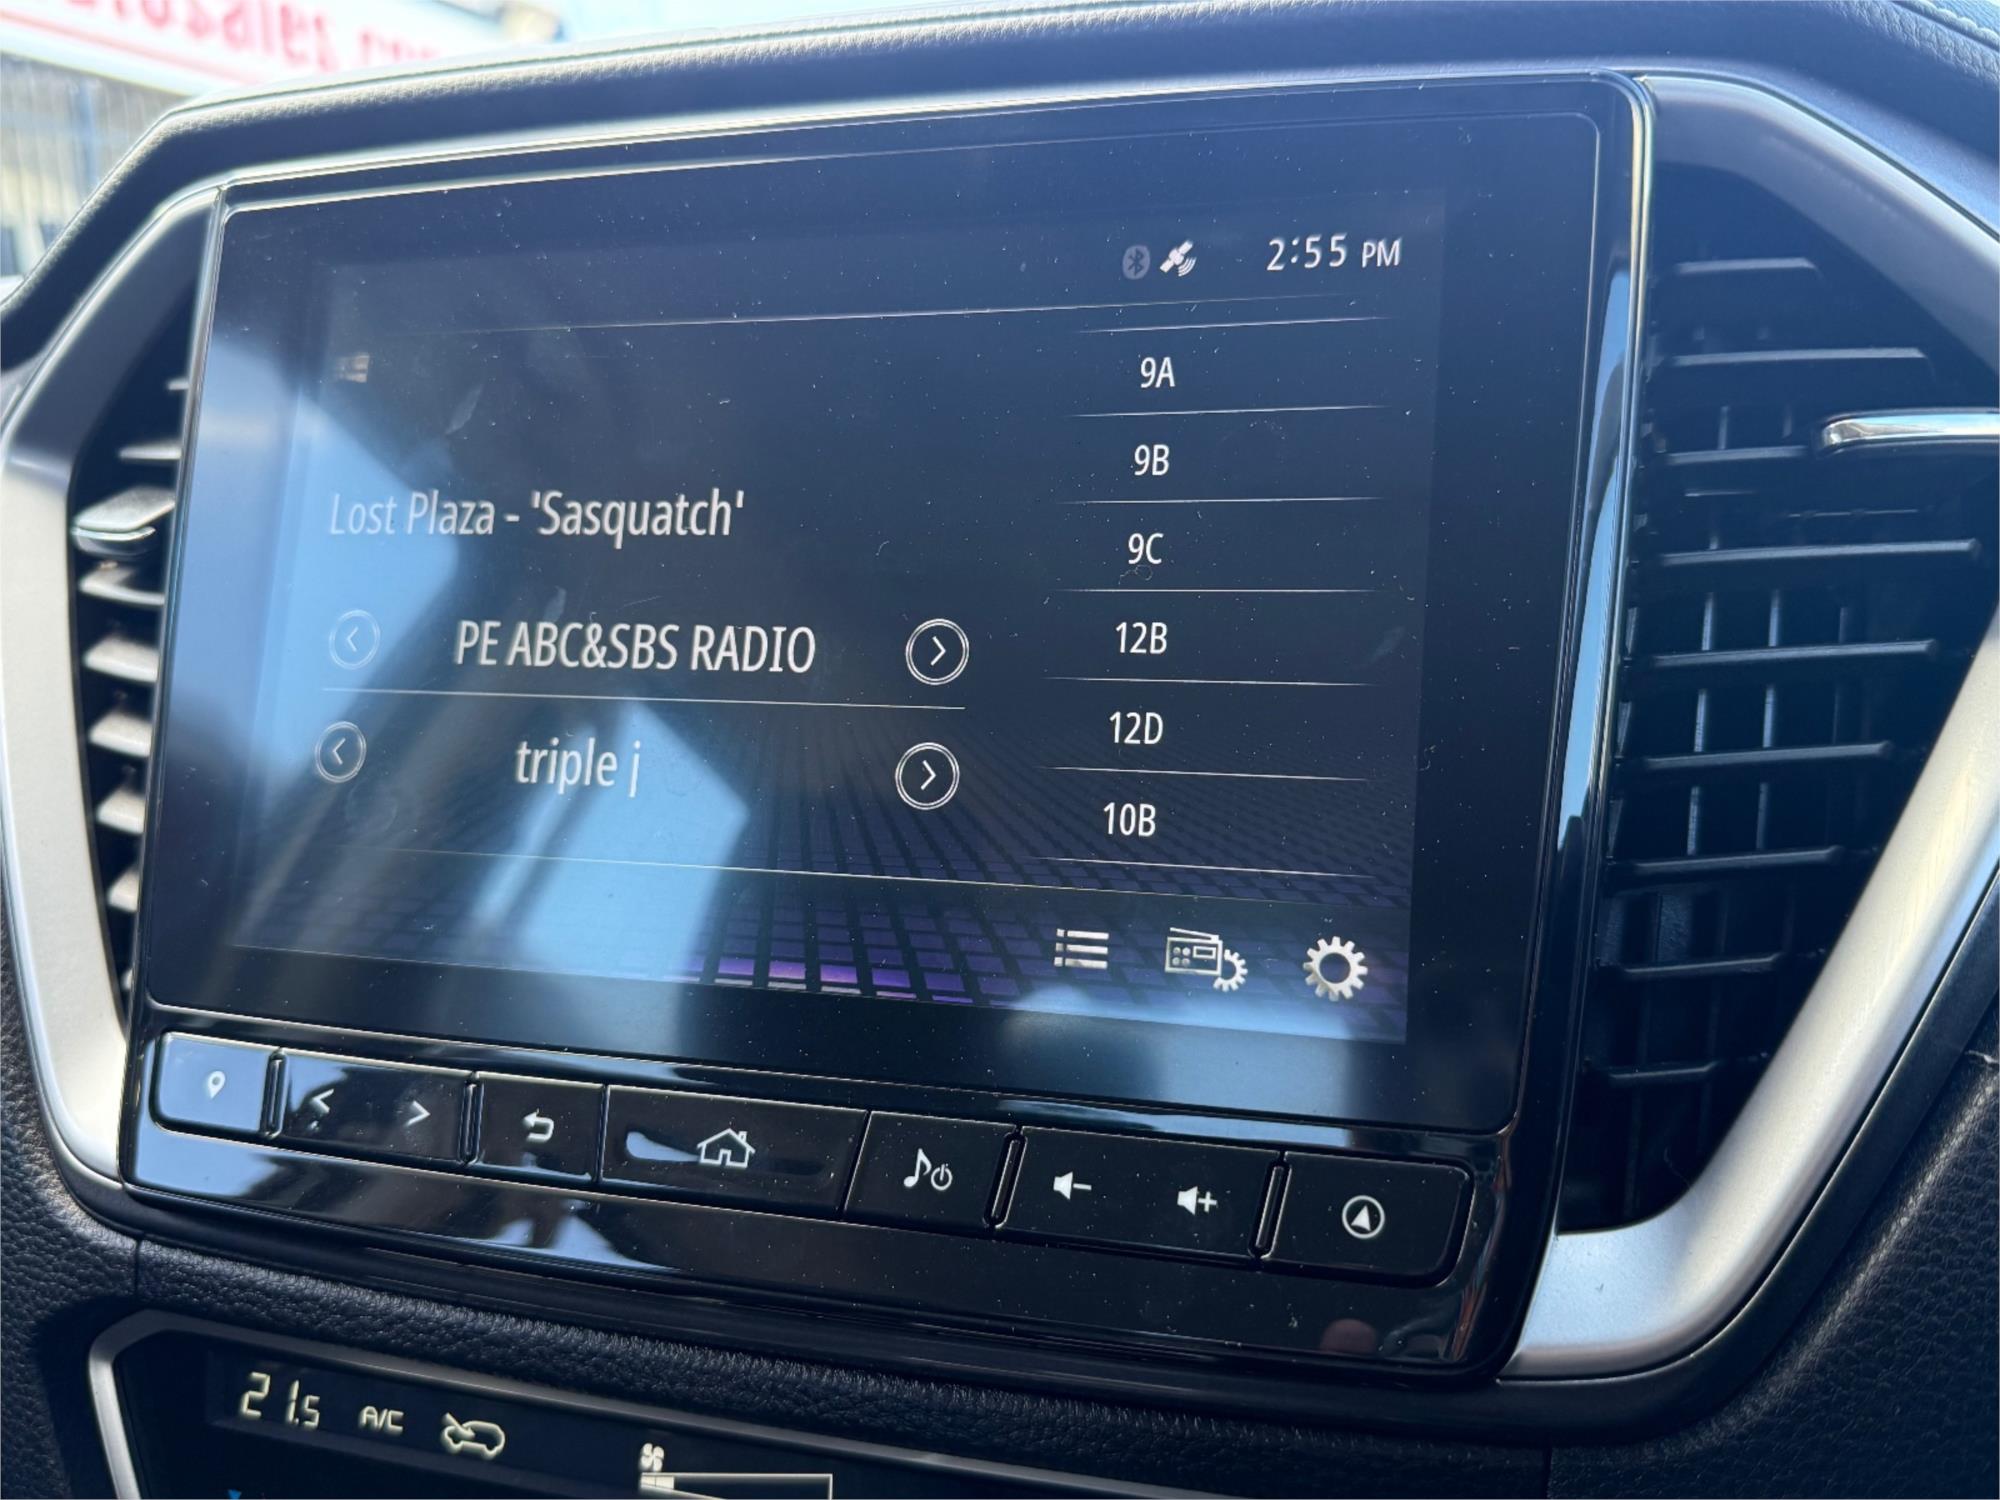 2:55 PM
9A
9B
9C
Lost Plaza - 'Sasquatch'
PE ABC&SBS RADIO
12B
12D
triple j
10B
21.5 A/C